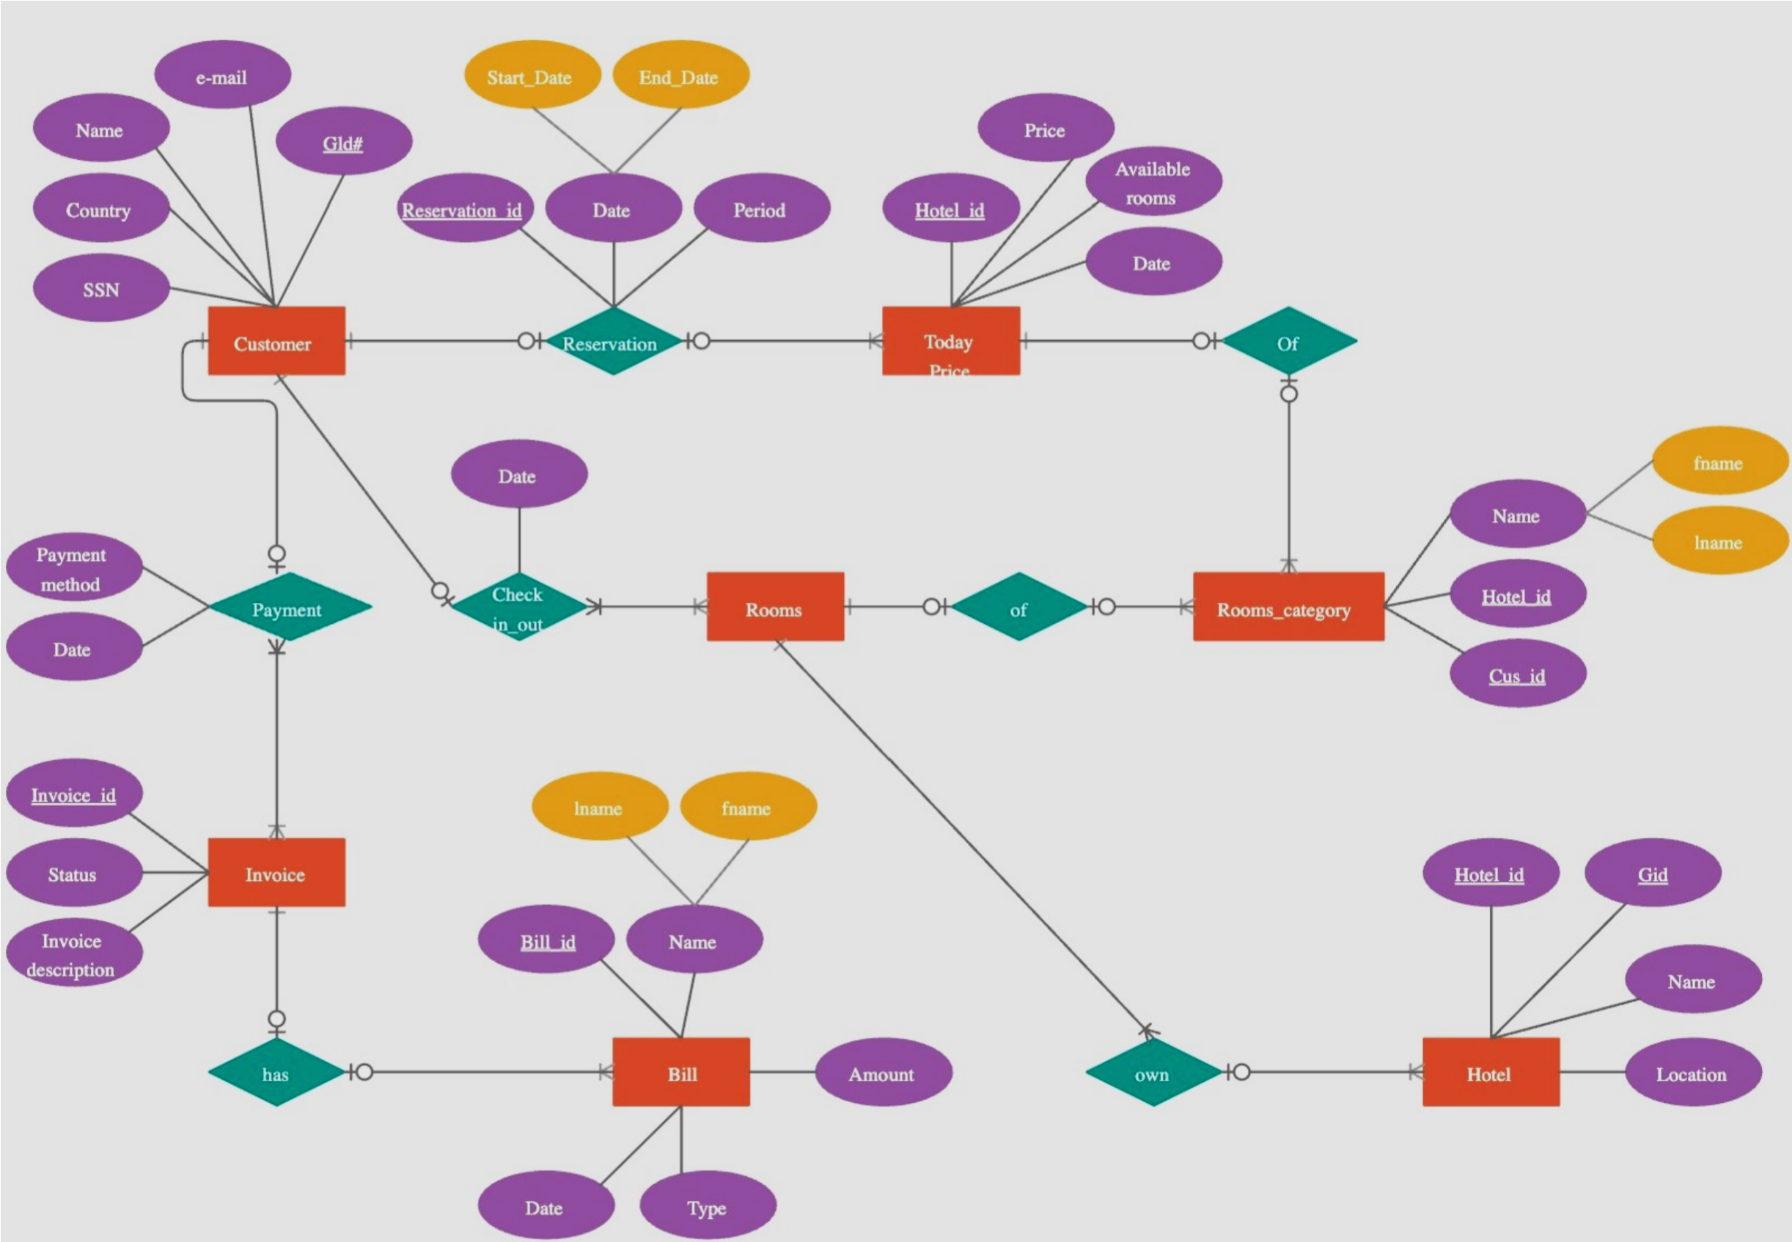 e-mail
Start_Date
End_Date
Name
Gld#
Price
Available
rooms
Country
Reservation_id
Date
Period
Hotel_id
SSN
Date
Customer
Reservation
Today
Price
Of
Date
fname
Name
lname
Payment
method
Payment
Check
in_out
Rooms
of
Rooms_category
Hotel_id
Date
Cus_id
Invoice_id
lname
fname
Status
Invoice
Hotel_id
Gid
Invoice
description
Bill_id
Name
Name
has
Bill
Amount
own
Hotel
Location
Date
Type